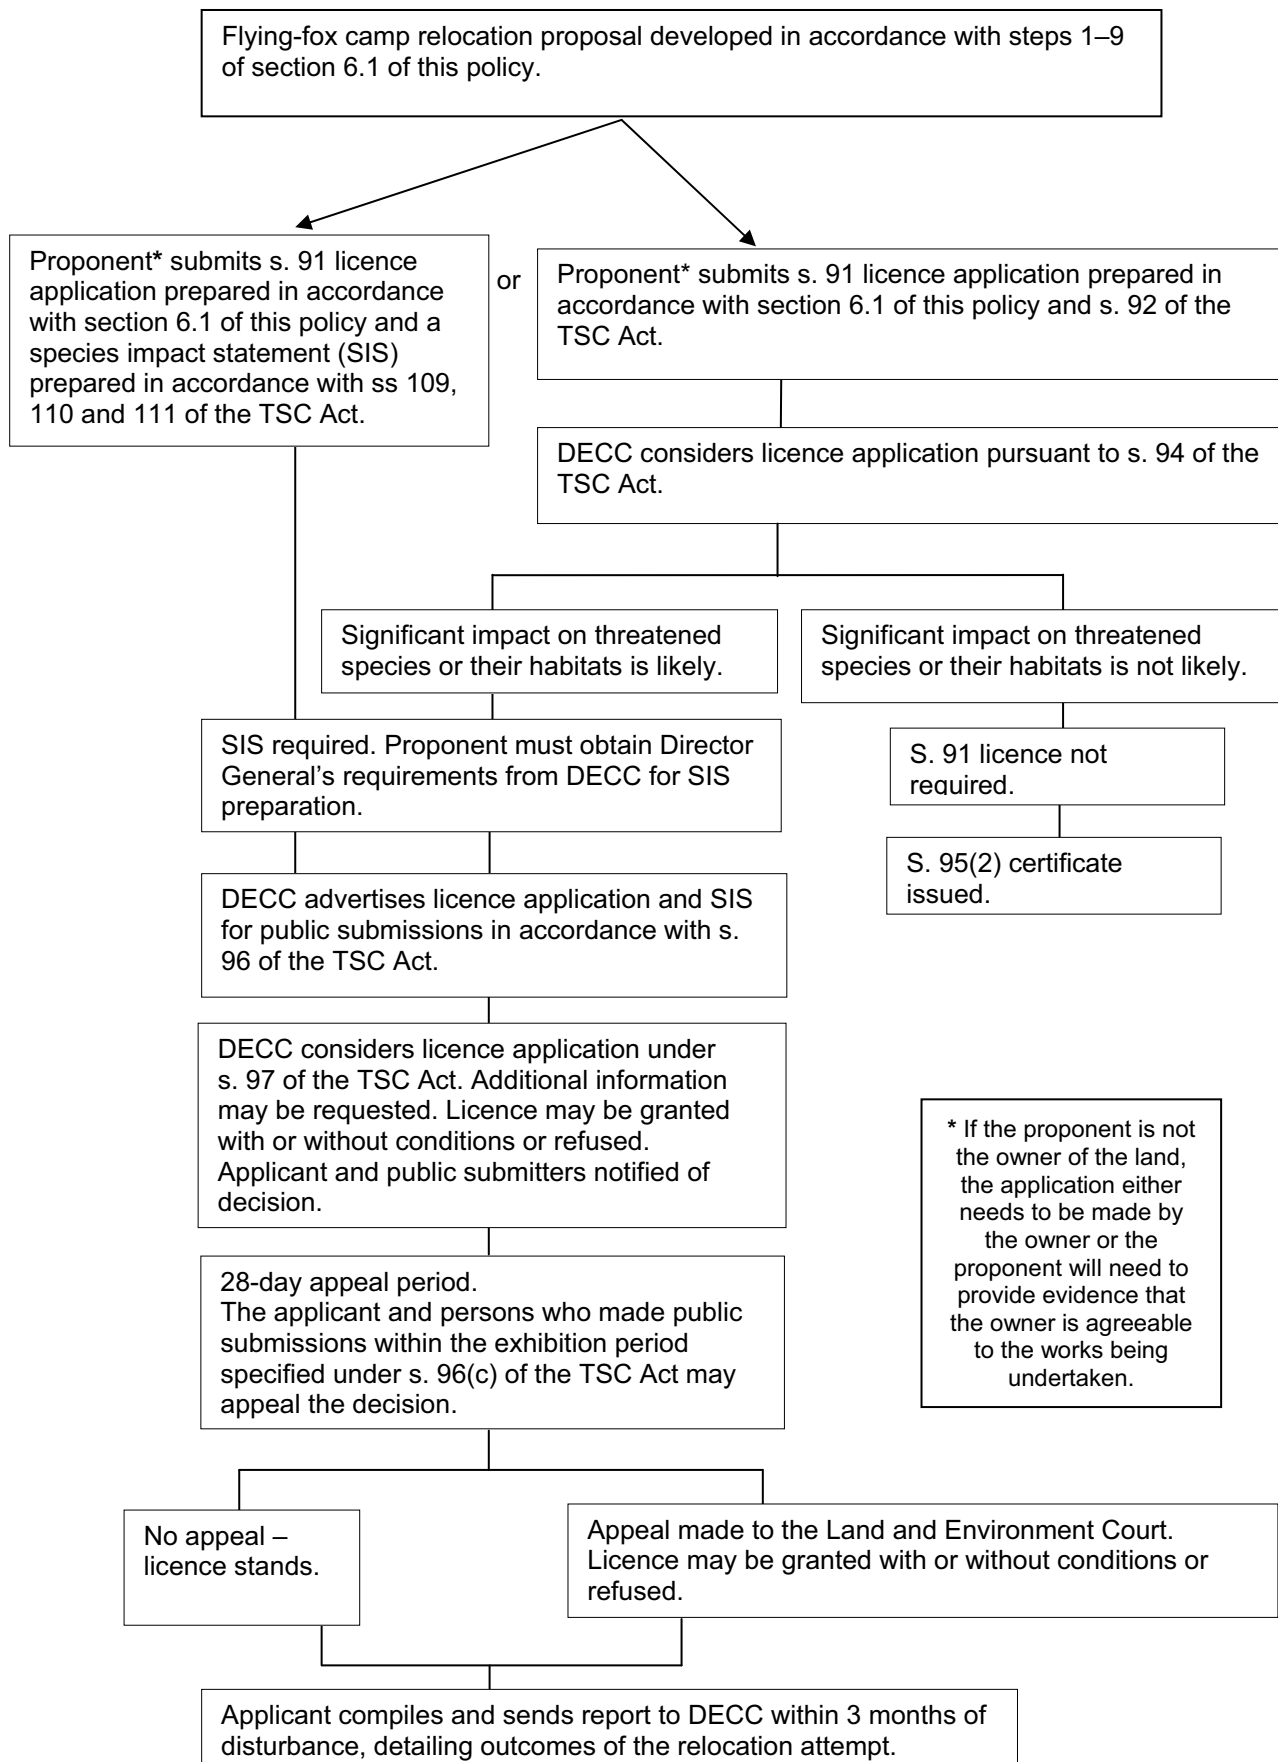 Flying-fox camp relocation proposal developed in accordance with steps 1–9
of section 6.1 of this policy.
Proponent* submits s. 91 licence
application prepared in accordance
with section 6.1 of this policy and a
species impact statement (SIS)
prepared in accordance with ss 109,
110 and 111 of the TSC Act.
or
Proponent* submits s. 91 licence application prepared in
accordance with section 6.1 of this policy and s. 92 of the
TSC Act.
DECC considers licence application pursuant to s. 94 of the
TSC Act.
Significant impact on threatened
species or their habitats is likely.
Significant impact on threatened
species or their habitats is not likely.
SIS required. Proponent must obtain Director
General’s requirements from DECC for SIS
preparation.
S. 91 licence not
required.
S. 95(2) certificate
issued.
DECC advertises licence application and SIS
for public submissions in accordance with s.
96 of the TSC Act.
DECC considers licence application under
s. 97 of the TSC Act. Additional information
may be requested. Licence may be granted
with or without conditions or refused.
Applicant and public submitters notified of
decision.
* If the proponent is not
the owner of the land,
the application either
needs to be made by
the owner or the
proponent will need to
provide evidence that
the owner is agreeable
to the works being
undertaken.
28-day appeal period.
The applicant and persons who made public
submissions within the exhibition period
specified under s. 96(c) of the TSC Act may
appeal the decision.
No appeal –
licence stands.
Appeal made to the Land and Environment Court.
Licence may be granted with or without conditions or
refused.
Applicant compiles and sends report to DECC within 3 months of
disturbance, detailing outcomes of the relocation attempt.